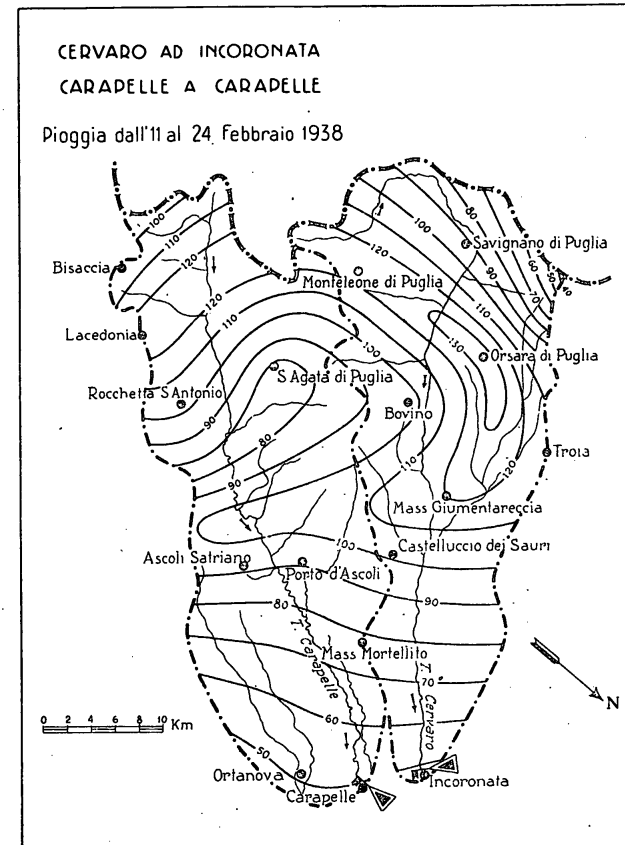 CERVARO AD INCORONATA
CARAPELLE A CARAPELLE
Pioggia dall'11 al 24 Febbraio 1938
100
110
120
Bisaccia
Lacedonia
Rocchetta S Antonio
S Agata di Puglia
Monteleone di Puglia
Savignano di Puglia
Orsara di Puglia
Bovino
Troia
Mass Giumentareccia
Castelluccio dei Sauri
Ascoli Satriano
Porto d'Ascoli
Mass Mortellito
T. Carapelle
T. Cervaro
Ortanova
Carapelle
Incoronata
120
110
100
90
80
90
100
80
60
50
120
100
80
90
60
50
40
70
110
130
110
120
90
70
0 2 4 6 8 10 Km
N